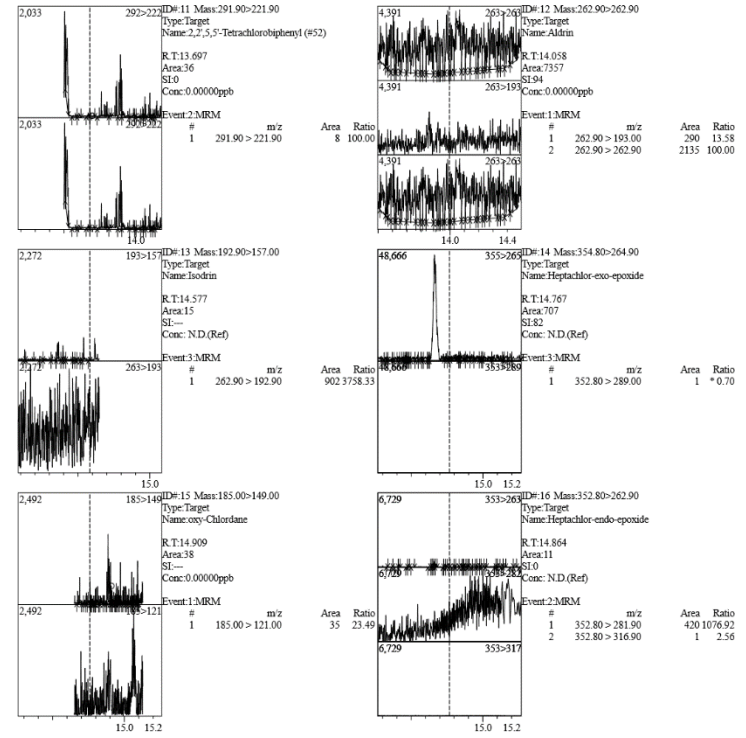 2,033 292>222
ID#:11 Mass:291.90>221.90
Type:Target
Name:2,2',5,5'-Tetrachlorobiphenyl (#52)
R.T:13.697
Area:36
SI:0
Conc:0.00000ppb
Event:2:MRM
# m/z Area Ratio
1 291.90 > 221.90 8 100.00
2,033 292>222
14.0
4,391 263>263
ID#:12 Mass:262.90>262.90
Type:Target
Name:Aldrin
R.T:14.058
Area:7357
SI:94
Conc:0.00000ppb
4,391 263>193
Event:1:MRM
# m/z Area Ratio
1 262.90 > 193.00 290 13.58
2 262.90 > 262.90 2135 100.00
4,391 263>263
14.0 14.4
2,272 193>157
ID#:13 Mass:192.90>157.00
Type:Target
Name:Isodrin
R.T:14.577
Area:15
SI:---
Conc: N.D.(Ref)
Event:3:MRM
2,272 263>193
# m/z Area Ratio
1 262.90 > 192.90 902 3758.33
15.0
48,666 355>265
ID#:14 Mass:354.80>264.90
Type:Target
Name:Heptachlor-exo-epoxide
R.T:14.767
Area:707
SI:82
Conc: N.D.(Ref)
Event:3:MRM
48,666 353>289
# m/z Area Ratio
1 352.80 > 289.00 1 * 0.70
15.0 15.2
2,492 185>149
ID#:15 Mass:185.00>149.00
Type:Target
Name:oxy-Chlordane
R.T:14.909
Area:38
SI:---
Conc:0.00000ppb
Event:1:MRM
2,492 185>121
# m/z Area Ratio
1 185.00 > 121.00 35 23.49
15.0 15.2
6,729 353>263
ID#:16 Mass:352.80>262.90
Type:Target
Name:Heptachlor-endo-epoxide
R.T:14.864
Area:11
SI:0
Conc: N.D.(Ref)
6,729 353>282
Event:2:MRM
# m/z Area Ratio
1 352.80 > 281.90 420 1076.92
2 352.80 > 316.90 1 2.56
6,729 353>317
15.0 15.2